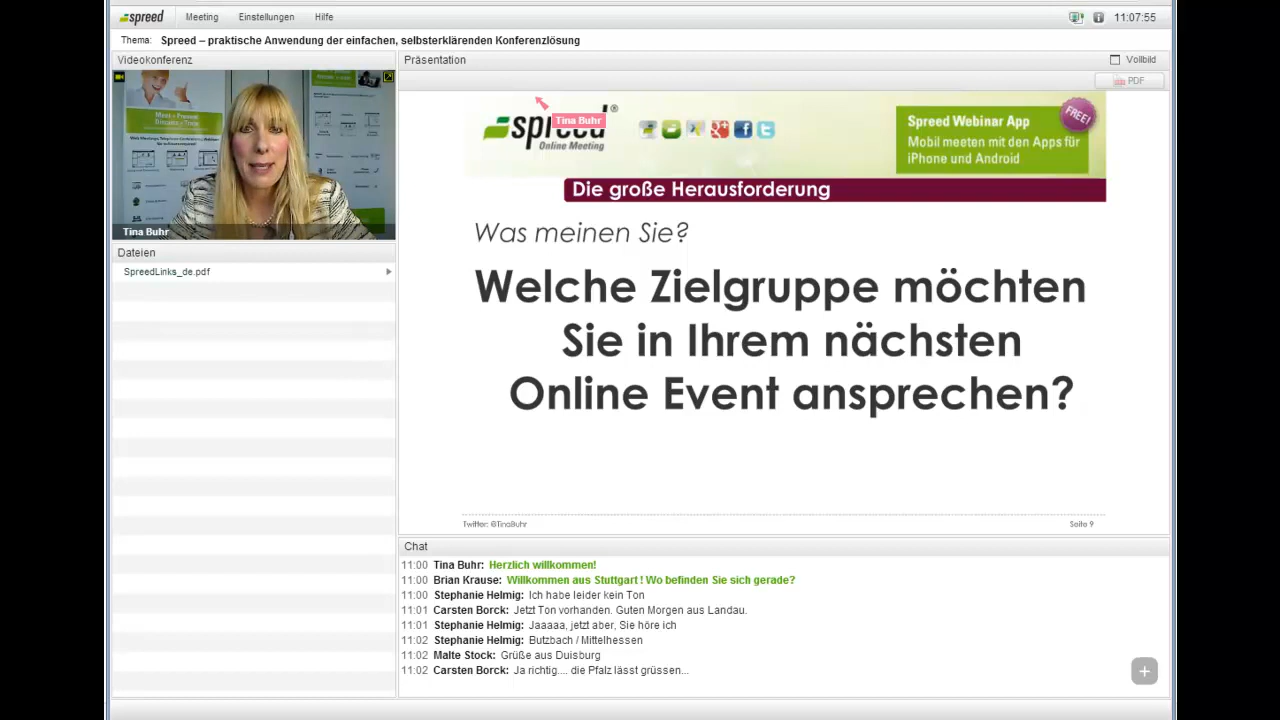 spreed Meeting Einstellungen Hilfe 11:07:55
Thema: Spreed – praktische Anwendung der einfachen, selbsterklärenden Konferenzlösung
Videokonferenz
Tina Buhr
Dateien
SpreedLinks_de.pdf
Präsentation Vollbild
PDF
spreed®
Online Meeting
Tina Buhr
Spreed Webinar App
Mobil meeten mit den Apps für
iPhone und Android
FREE!
Die große Herausforderung
Was meinen Sie?
Welche Zielgruppe möchten
Sie in Ihrem nächsten
Online Event ansprechen?
Twitter: @TinaBuhr Seite 9
Chat
11:00 Tina Buhr: Herzlich willkommen!
11:00 Brian Krause: Willkommen aus Stuttgart! Wo befinden Sie sich gerade?
11:00 Stephanie Helmig: Ich habe leider kein Ton
11:01 Carsten Borck: Jetzt Ton vorhanden. Guten Morgen aus Landau.
11:01 Stephanie Helmig: Jaaaaa, jetzt aber, Sie höre ich
11:02 Stephanie Helmig: Butzbach / Mittelhessen
11:02 Malte Stock: Grüße aus Duisburg
11:02 Carsten Borck: Ja richtig.... die Pfalz lässt grüssen...